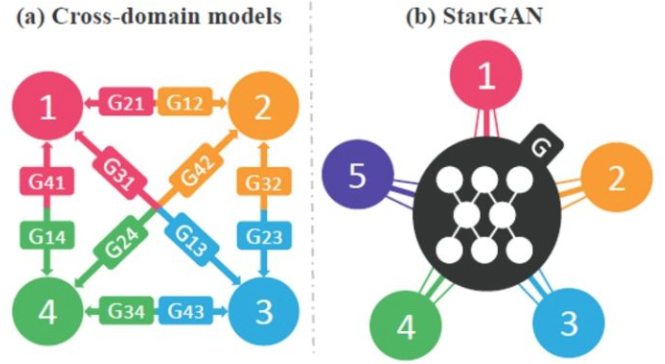 (a) Cross-domain models
(b) StarGAN
1
G21
G12
2
G41
G31
G42
G32
G14
G24
G13
G23
4
G34
G43
3
1
G
5
2
4
3